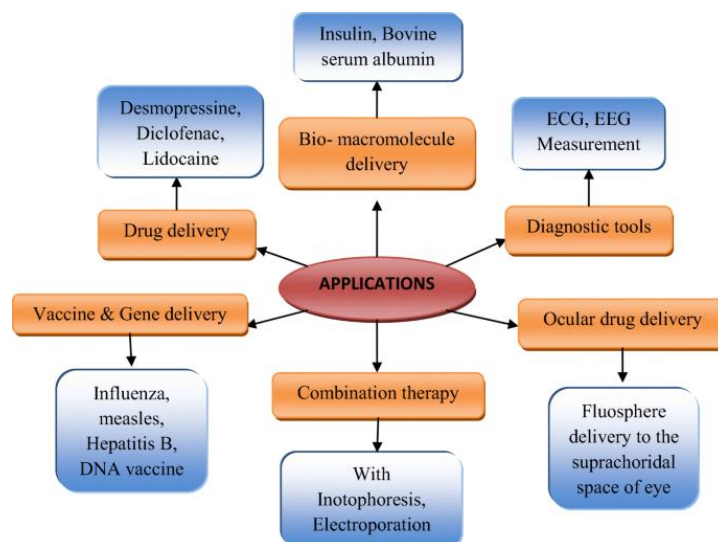 Insulin, Bovine
serum albumin
Desmopressine,
Diclofenac,
Lidocaine
ECG, EEG
Measurement
Bio- macromolecule
delivery
Drug delivery
Diagnostic tools
APPLICATIONS
Vaccine & Gene delivery
Ocular drug delivery
Combination therapy
Influenza,
measles,
Hepatitis B,
DNA vaccine
Fluosphere
delivery to the
suprachoridal
space of eye
With
Inotophoresis,
Electroporation